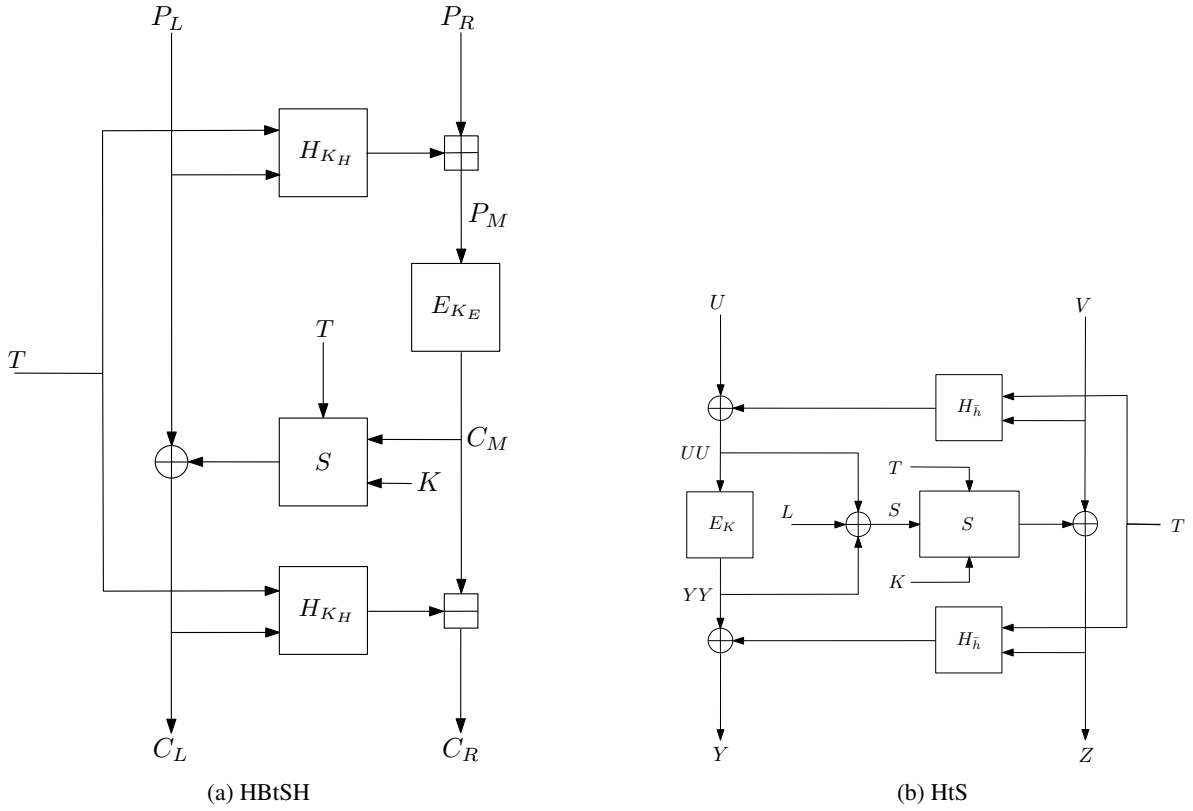 P_L
P_R
H_{K_H}
P_M
E_{K_E}
T
T
C_M
S
K
H_{K_H}
C_L
C_R
(a) HBtSH
U
V
H_{\bar{h}}
UU
T
E_K
L
S
S
T
K
YY
H_{\bar{h}}
Y
Z
(b) HtS